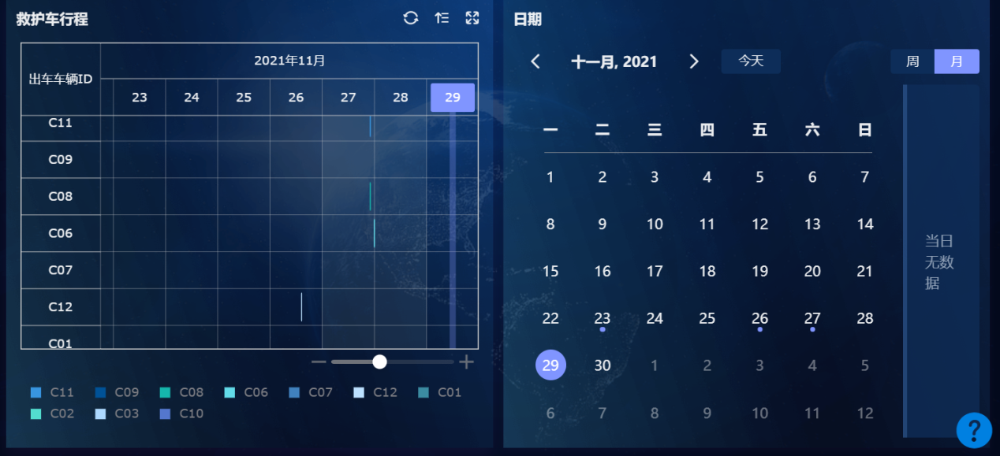 救护车行程
出车车辆ID
2021年11月
23 24 25 26 27 28 29
C11
C09
C08
C06
C07
C12
C01
C11 C09 C08 C06 C07 C12 C01
C02 C03 C10
日期
十一月, 2021
今天
周 月
一 二 三 四 五 六 日
1 2 3 4 5 6 7
8 9 10 11 12 13 14
15 16 17 18 19 20 21
22 23 24 25 26 27 28
29 30 1 2 3 4 5
6 7 8 9 10 11 12
当日
无数
据
?